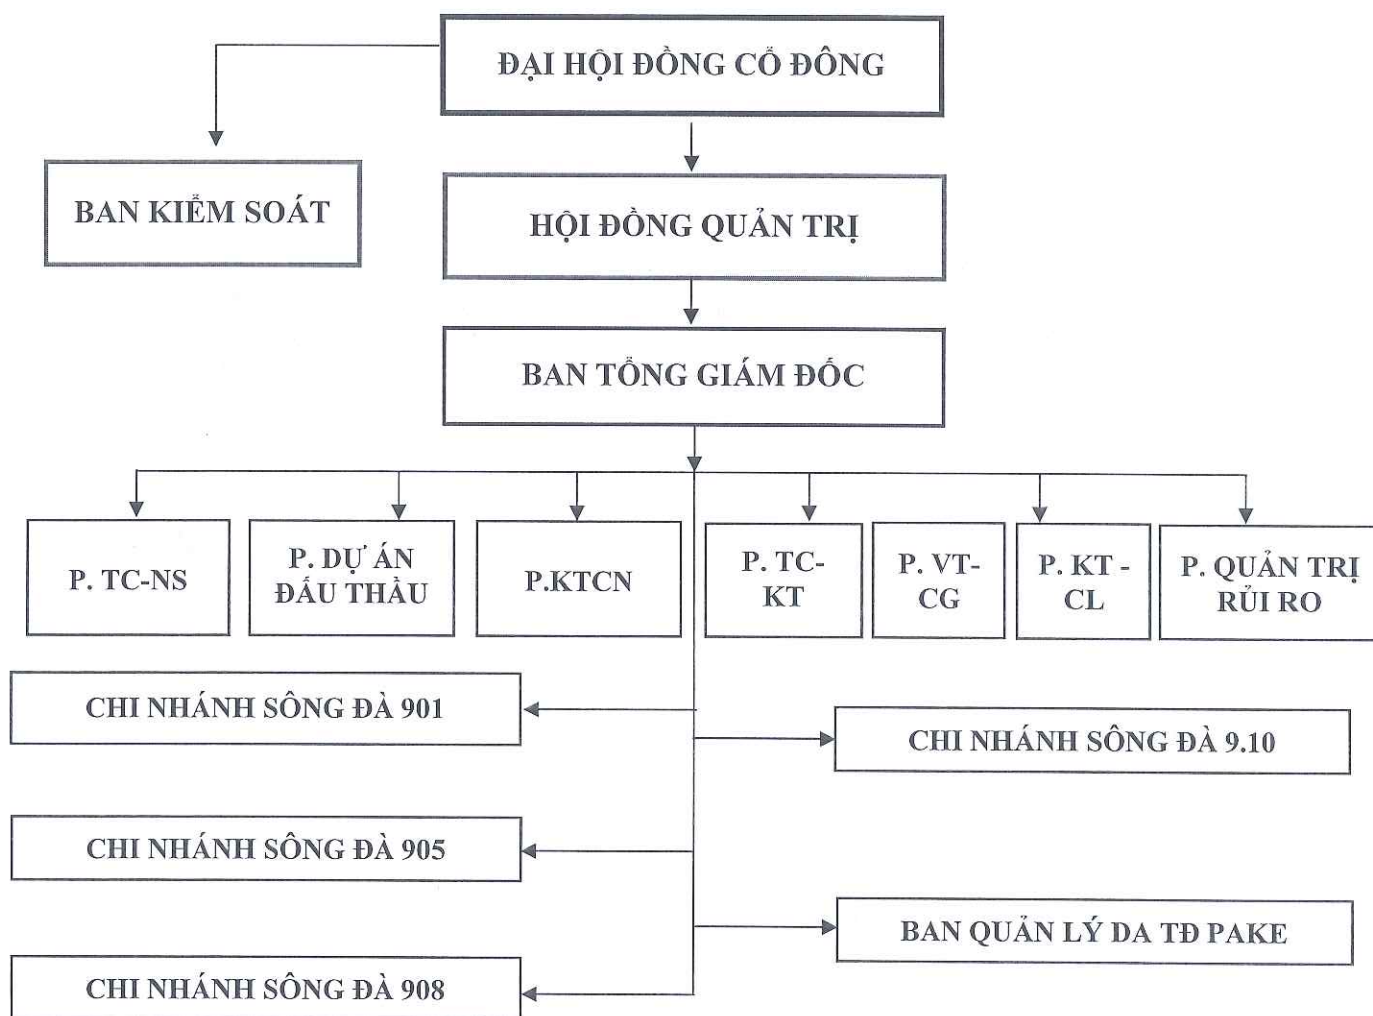 ĐẠI HỘI ĐỒNG CỔ ĐÔNG
BAN KIỂM SOÁT
HỘI ĐỒNG QUẢN TRỊ
BAN TỔNG GIÁM ĐỐC
P. TC-NS
P. DỰ ÁN
ĐẤU THẦU
P.KTCN
P. TC-
KT
P. VT-
CG
P. KT -
CL
P. QUẢN TRỊ
RỦI RO
CHI NHÁNH SÔNG ĐÀ 901
CHI NHÁNH SÔNG ĐÀ 9.10
CHI NHÁNH SÔNG ĐÀ 905
BAN QUẢN LÝ DA TĐ PAKE
CHI NHÁNH SÔNG ĐÀ 908